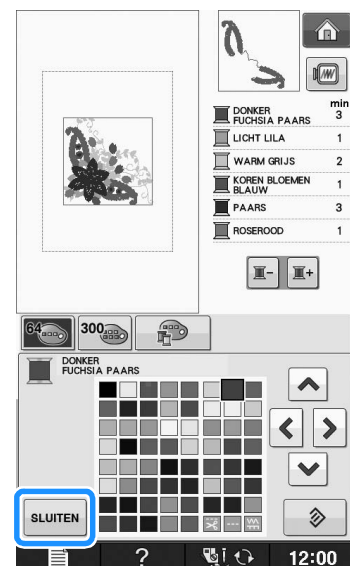 min
DONKER
FUCHSIA PAARS 3
LICHT LILA 1
WARM GRIJS 2
KOREN BLOEMEN
BLAUW 1
PAARS 3
ROSEROOD 1
- +
64 300
DONKER
FUCHSIA PAARS
SLUITEN
? 12:00